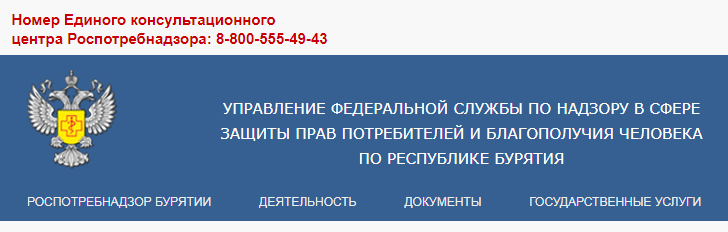 Номер Единого консультационного
центра Роспотребнадзора: 8-800-555-49-43
УПРАВЛЕНИЕ ФЕДЕРАЛЬНОЙ СЛУЖБЫ ПО НАДЗОРУ В СФЕРЕ
ЗАЩИТЫ ПРАВ ПОТРЕБИТЕЛЕЙ И БЛАГОПОЛУЧИЯ ЧЕЛОВЕКА
ПО РЕСПУБЛИКЕ БУРЯТИЯ
РОСПОТРЕБНАДЗОР БУРЯТИИ ДЕЯТЕЛЬНОСТЬ ДОКУМЕНТЫ ГОСУДАРСТВЕННЫЕ УСЛУГИ